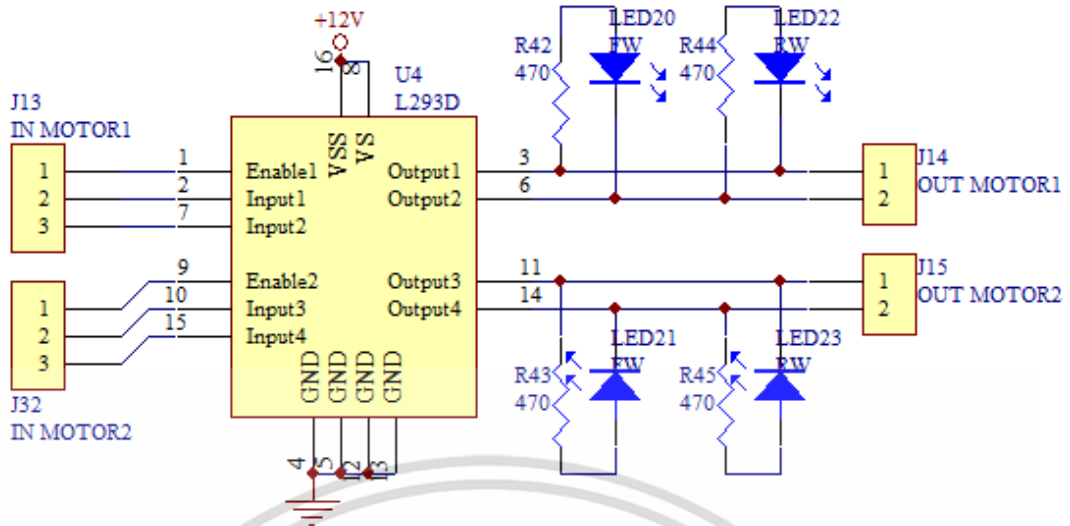 +12V
16
8
U4
L293D
J13
IN MOTOR1
1
2
3
1
2
7
Enable1
Input1
Input2
VSS
VS
Output1
Output2
3
6
R42
470
LED20
FW
R44
470
LED22
RW
1
2
J14
OUT MOTOR1
1
2
3
J32
IN MOTOR2
9
10
15
Enable2
Input3
Input4
Output3
Output4
11
14
1
2
J15
OUT MOTOR2
GND
GND
GND
GND
4
5
12
13
R43
470
LED21
FW
R45
470
LED23
RW